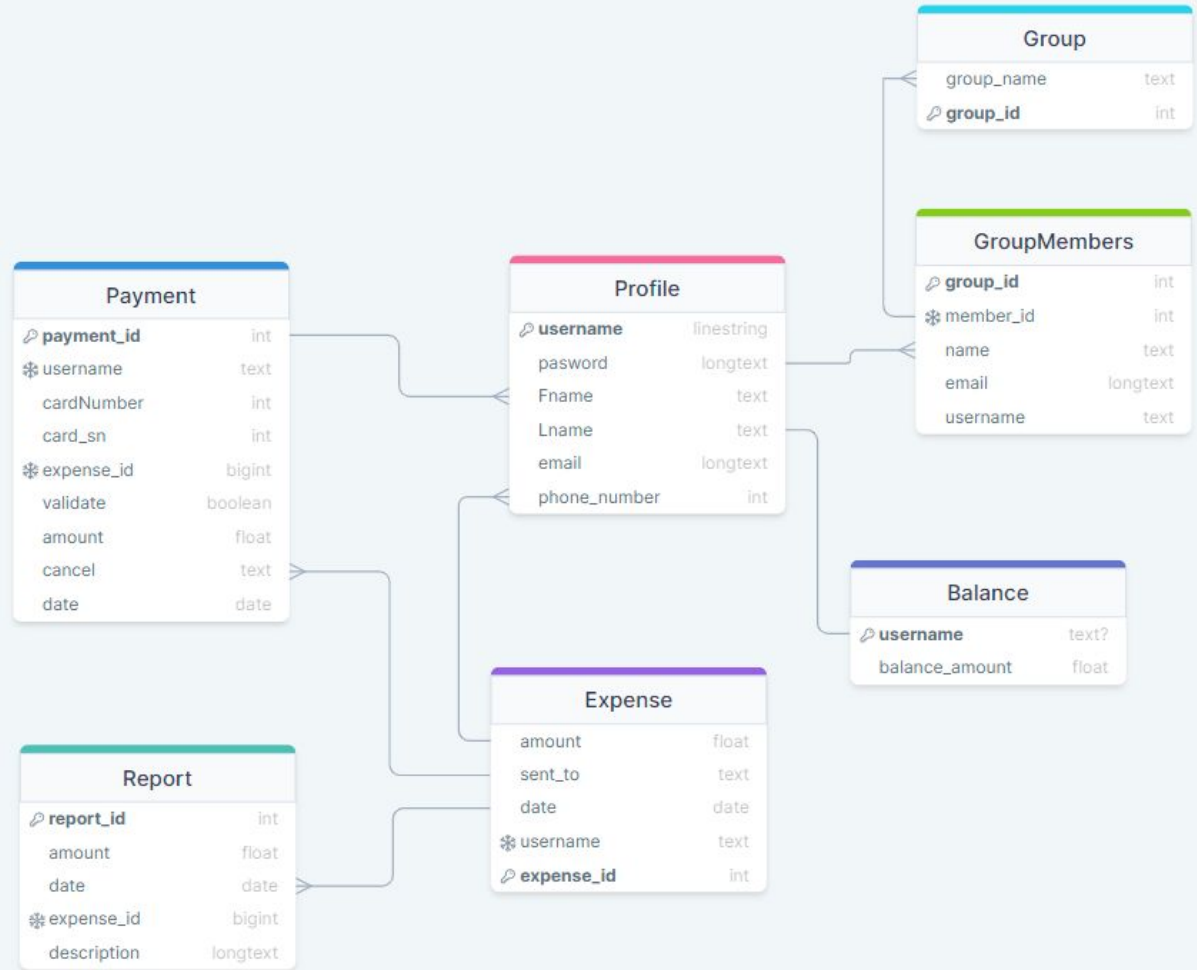 Group
group_name text
group_id int
GroupMembers
group_id int
member_id int
name text
email longtext
username text
Payment
payment_id int
username text
cardNumber int
card_sn int
expense_id bigint
validate boolean
amount float
cancel text
date date
Profile
username linestring
pasword longtext
Fname text
Lname text
email longtext
phone_number int
Balance
username text?
balance_amount float
Expense
amount float
sent_to text
date date
username text
expense_id int
Report
report_id int
amount float
date date
expense_id bigint
description longtext